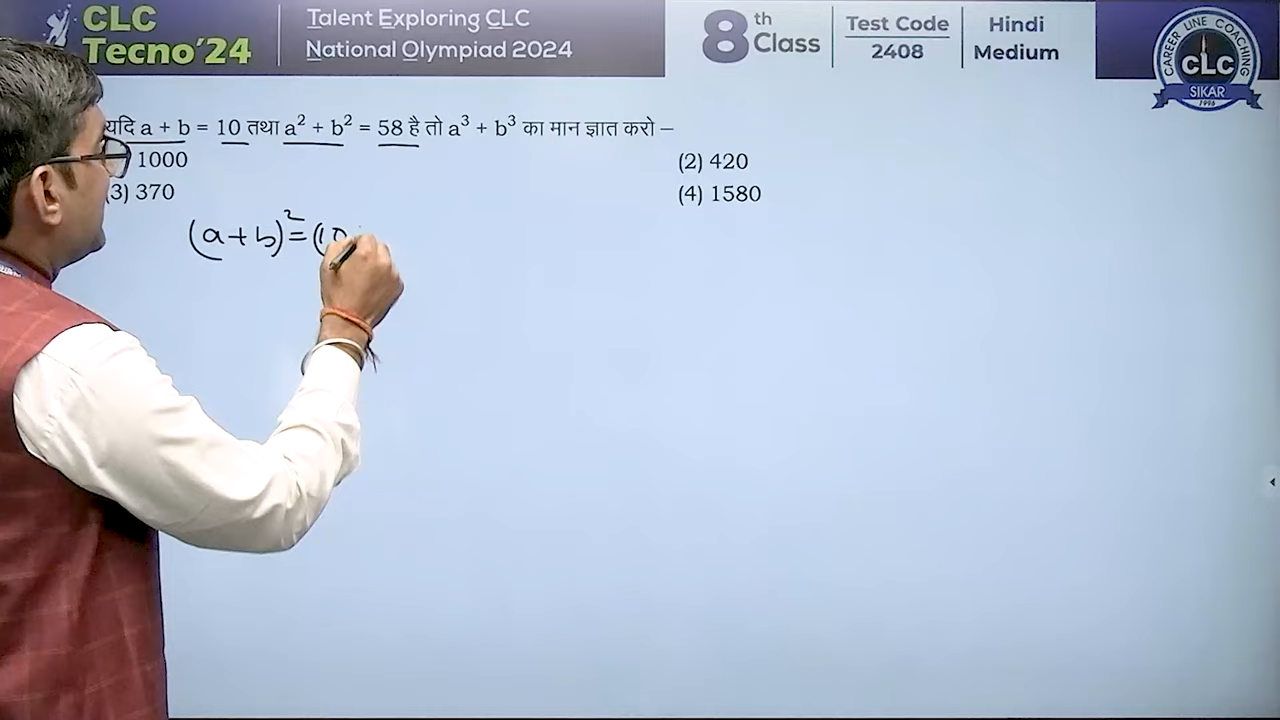 CLC
Tecno'24
Talent Exploring CLC
National Olympiad 2024
8th Class
Test Code
2408
Hindi
Medium
CAREER LINE COACHING
CLC
SIKAR
1996
यदि a + b = 10 तथा a² + b² = 58 है तो a³ + b³ का मान ज्ञात करो –
1000
(2) 420
3) 370
(4) 1580
(a+b)²=(10